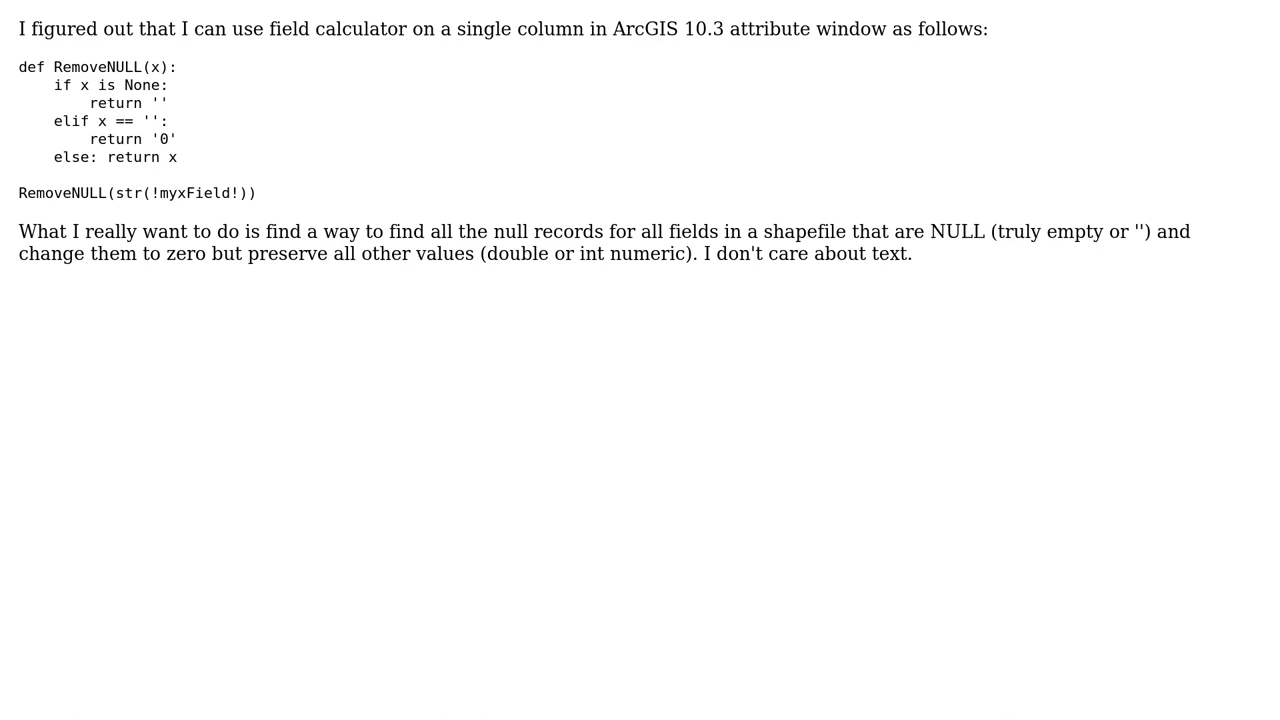 I figured out that I can use field calculator on a single column in ArcGIS 10.3 attribute window as follows:
def RemoveNULL(x):
    if x is None:
        return ''
    elif x == '':
        return '0'
    else: return x
RemoveNULL(str(!myxField!))
What I really want to do is find a way to find all the null records for all fields in a shapefile that are NULL (truly empty or '') and
change them to zero but preserve all other values (double or int numeric). I don't care about text.